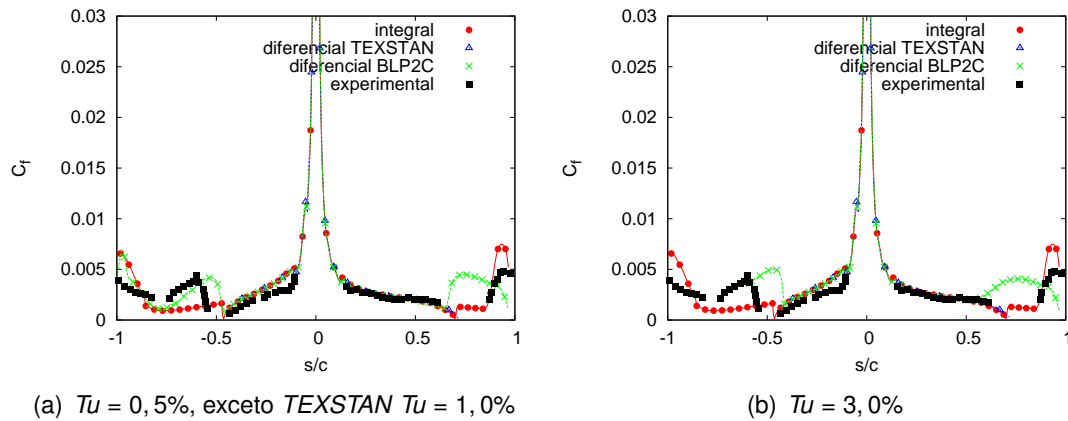 0.03
0.025
0.02
0.015
0.01
0.005
0
C_f
-1
-0.5
0
0.5
1
s/c
integral
diferencial TEXSTAN
diferencial BLP2C
experimental
(a) Tu = 0, 5%, exceto TEXSTAN Tu = 1, 0%
0.03
0.025
0.02
0.015
0.01
0.005
0
C_f
-1
-0.5
0
0.5
1
s/c
integral
diferencial TEXSTAN
diferencial BLP2C
experimental
(b) Tu = 3, 0%